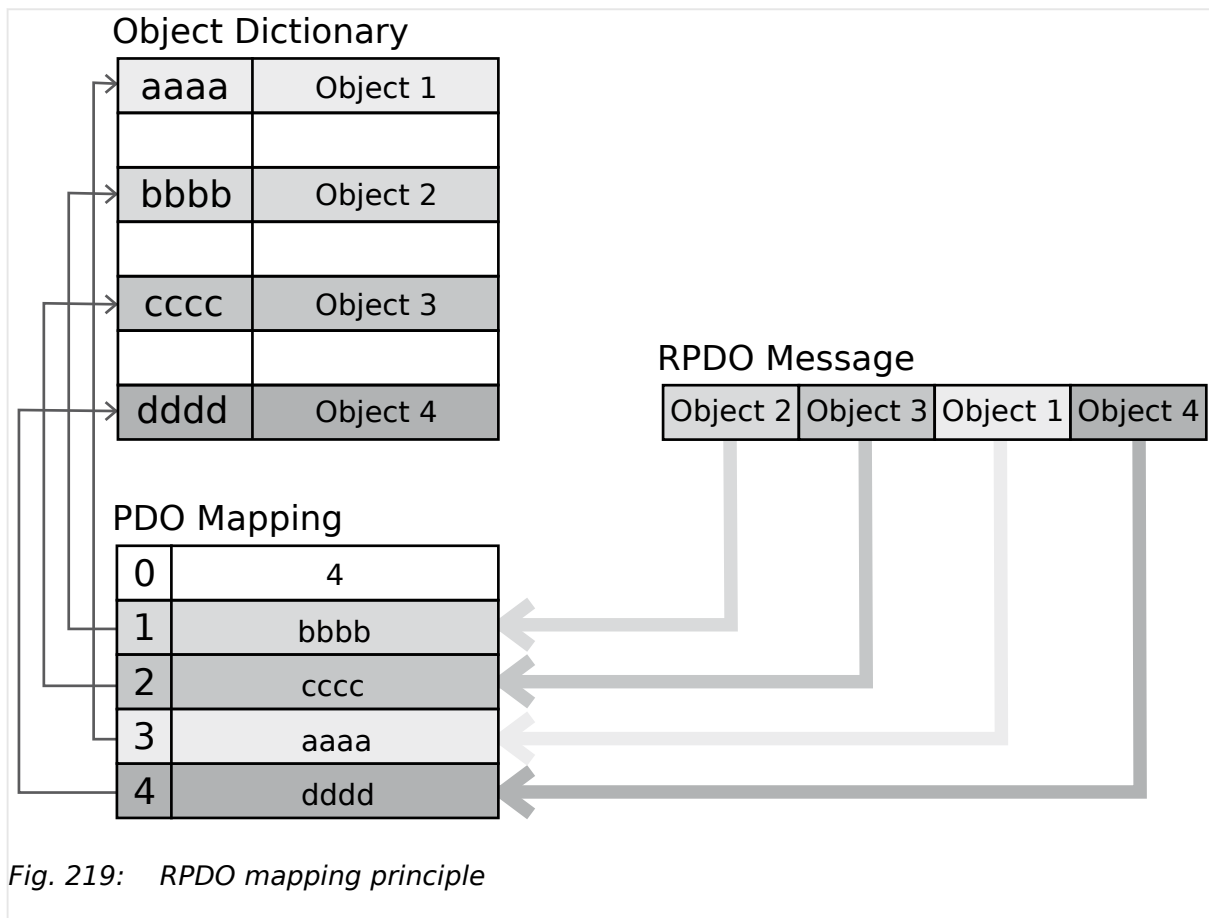 Object Dictionary
aaaa Object 1
bbbb Object 2
cccc Object 3
dddd Object 4
RPDO Message
Object 2 Object 3 Object 1 Object 4
PDO Mapping
0 4
1 bbbb
2 cccc
3 aaaa
4 dddd
Fig. 219: RPDO mapping principle